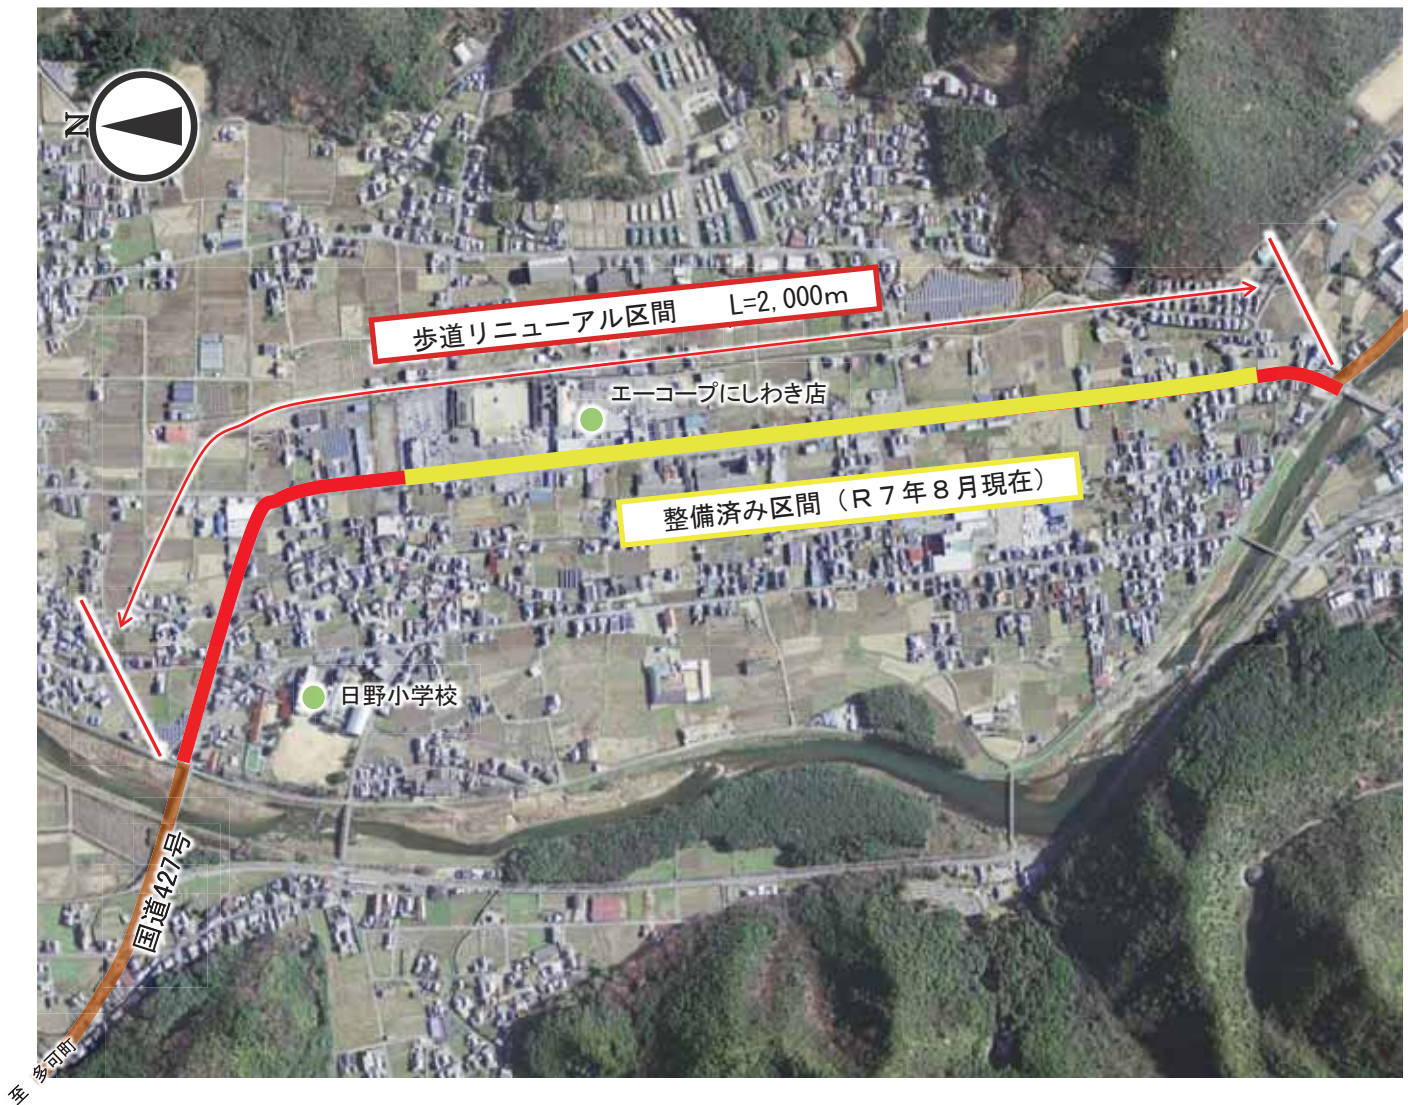 N
歩道リニューアル区間 L=2,000m
エーコープにしわき店
整備済み区間（R７年８月現在）
日野小学校
国道427号
至 多可町